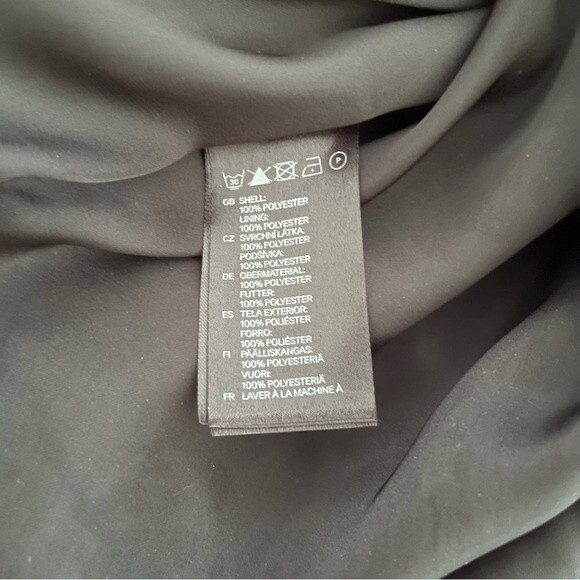 30 P
GB SHELL:
100% POLYESTER
LINING:
100% POLYESTER
CZ SVRCHNÍ LÁTKA:
100% POLYESTER
PODŠÍVKA:
100% POLYESTER
DE OBERMATERIAL:
100% POLYESTER
FUTTER:
100% POLYESTER
ES TELA EXTERIOR:
100% POLIÉSTER
FORRO:
100% POLIÉSTER
FI PÄÄLLISKANGAS:
100% POLYESTERIÄ
VUORI:
100% POLYESTERIÄ
FR LAVER À LA MACHINE À